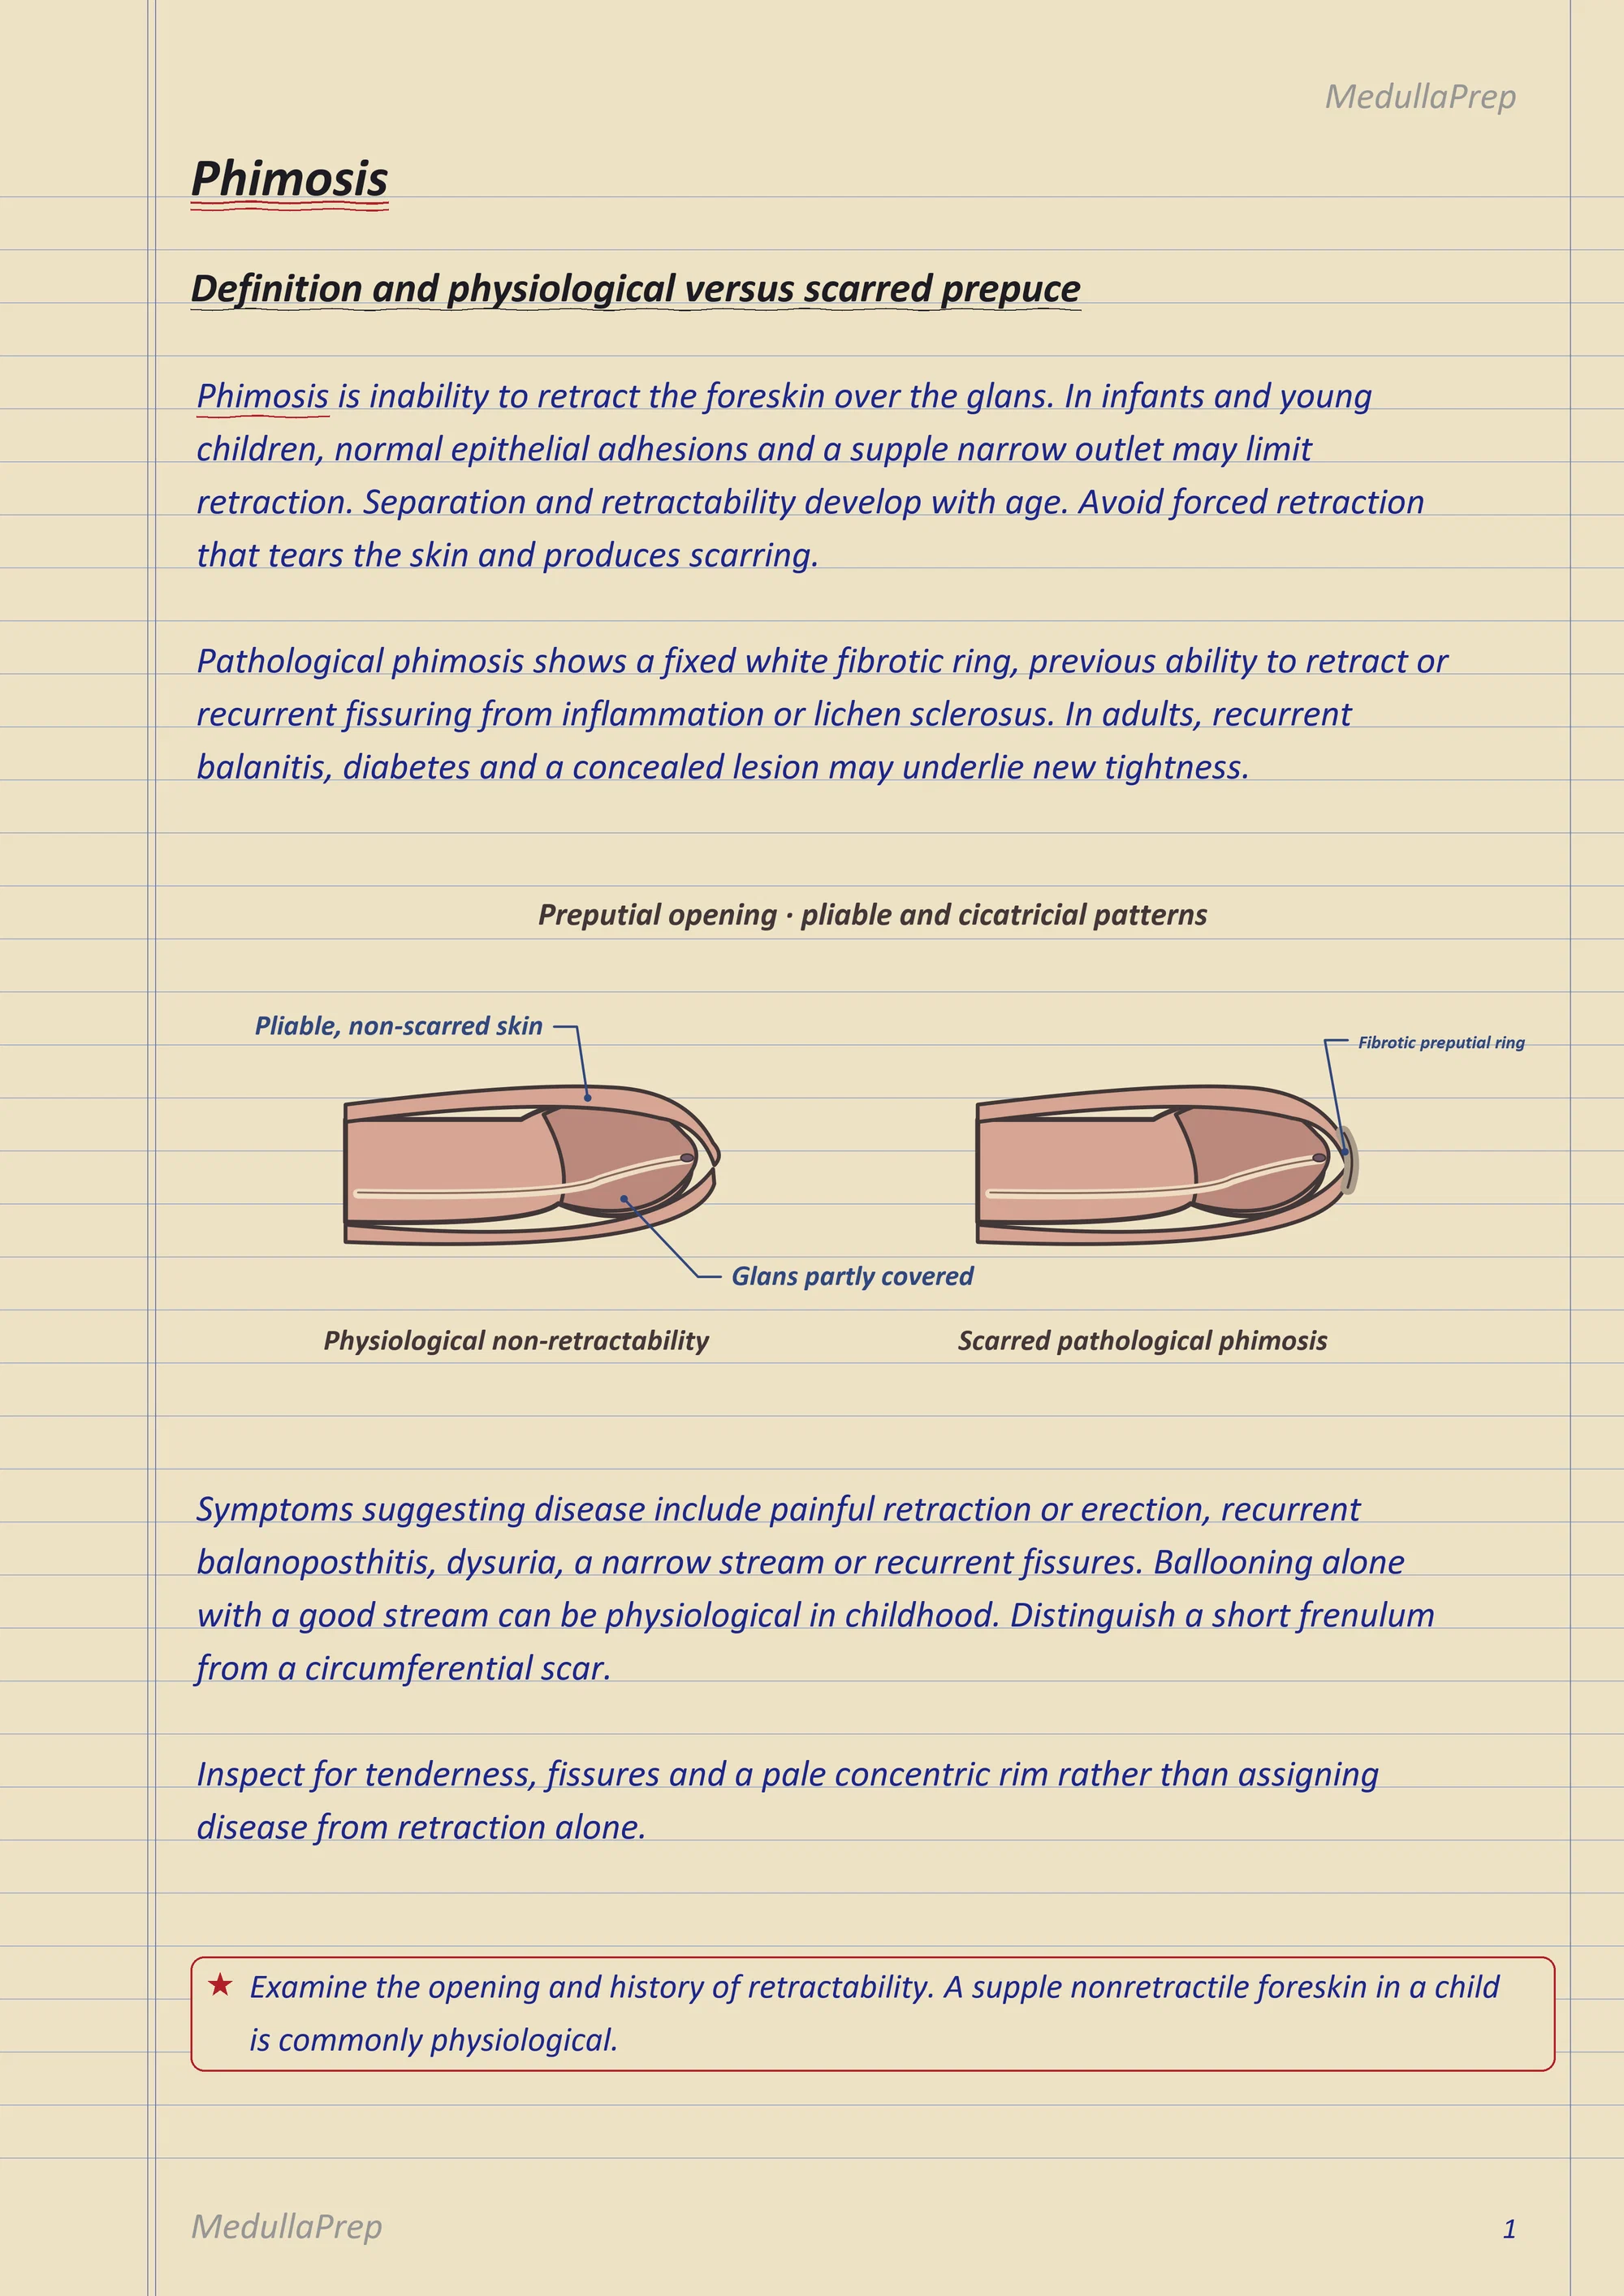 MedullaPrep
Phimosis
Definition and physiological versus scarred prepuce
Phimosis is inability to retract the foreskin over the glans. In infants and young
children, normal epithelial adhesions and a supple narrow outlet may limit
retraction. Separation and retractability develop with age. Avoid forced retraction
that tears the skin and produces scarring.
Pathological phimosis shows a fixed white fibrotic ring, previous ability to retract or
recurrent fissuring from inflammation or lichen sclerosus. In adults, recurrent
balanitis, diabetes and a concealed lesion may underlie new tightness.
Preputial opening · pliable and cicatricial patterns
Pliable, non-scarred skin
Fibrotic preputial ring
Glans partly covered
Physiological non-retractability
Scarred pathological phimosis
Symptoms suggesting disease include painful retraction or erection, recurrent
balanoposthitis, dysuria, a narrow stream or recurrent fissures. Ballooning alone
with a good stream can be physiological in childhood. Distinguish a short frenulum
from a circumferential scar.
Inspect for tenderness, fissures and a pale concentric rim rather than assigning
disease from retraction alone.
★ Examine the opening and history of retractability. A supple nonretractile foreskin in a child
is commonly physiological.
MedullaPrep
1